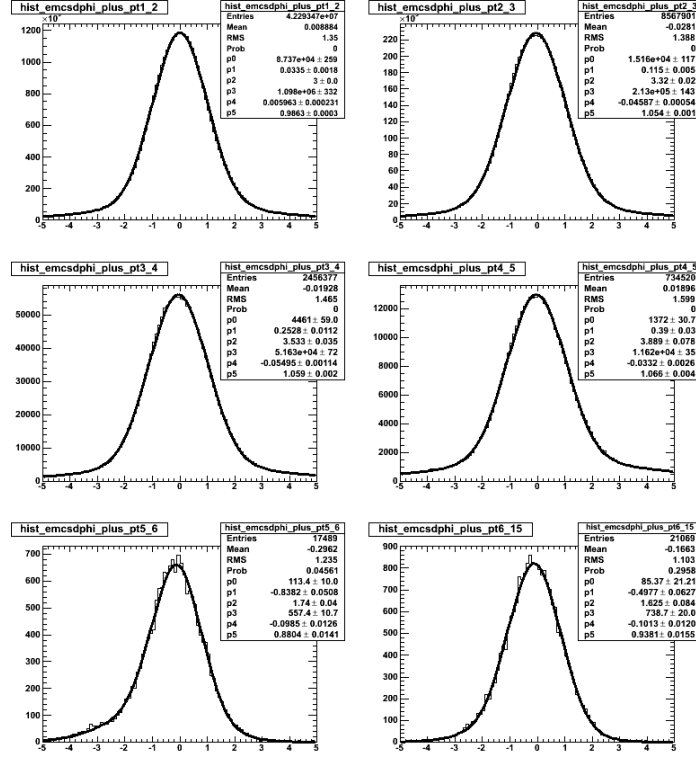 hist_emcsdphi_plus_pt1_2
×10³
hist_emcsdphi_plus_pt1_2
Entries 4.229347e+07
Mean 0.008884
RMS 1.35
Prob 0
p0 8.737e+04 ± 259
p1 0.0335 ± 0.0018
p2 3 ± 0.0
p3 1.098e+06 ± 332
p4 0.005963 ± 0.000231
p5 0.9863 ± 0.0003
1200
1000
800
600
400
200
0
-5 -4 -3 -2 -1 0 1 2 3 4 5
hist_emcsdphi_plus_pt2_3
×10³
hist_emcsdphi_plus_pt2_3
Entries 8567901
Mean -0.0281
RMS 1.388
Prob 0
p0 1.516e+04 ± 117
p1 0.115 ± 0.005
p2 3.32 ± 0.02
p3 2.13e+05 ± 143
p4 -0.04587 ± 0.00054
p5 1.054 ± 0.001
220
200
180
160
140
120
100
80
60
40
20
0
-5 -4 -3 -2 -1 0 1 2 3 4 5
hist_emcsdphi_plus_pt3_4
hist_emcsdphi_plus_pt3_4
Entries 2456377
Mean -0.01928
RMS 1.465
Prob 0
p0 4461 ± 59.0
p1 0.2528 ± 0.0112
p2 3.533 ± 0.035
p3 5.163e+04 ± 72
p4 -0.05495 ± 0.00114
p5 1.059 ± 0.002
50000
40000
30000
20000
10000
0
-5 -4 -3 -2 -1 0 1 2 3 4 5
hist_emcsdphi_plus_pt4_5
hist_emcsdphi_plus_pt4_5
Entries 734520
Mean 0.01896
RMS 1.599
Prob 0
p0 1372 ± 30.7
p1 0.39 ± 0.03
p2 3.889 ± 0.078
p3 1.162e+04 ± 35
p4 -0.0332 ± 0.0026
p5 1.066 ± 0.004
12000
10000
8000
6000
4000
2000
0
-5 -4 -3 -2 -1 0 1 2 3 4 5
hist_emcsdphi_plus_pt5_6
hist_emcsdphi_plus_pt5_6
Entries 17489
Mean -0.2962
RMS 1.235
Prob 0.04561
p0 113.4 ± 10.0
p1 -0.8382 ± 0.0508
p2 1.74 ± 0.04
p3 557.4 ± 10.7
p4 -0.0985 ± 0.0126
p5 0.8804 ± 0.0141
700
600
500
400
300
200
100
0
-5 -4 -3 -2 -1 0 1 2 3 4 5
hist_emcsdphi_plus_pt6_15
hist_emcsdphi_plus_pt6_15
Entries 21069
Mean -0.1663
RMS 1.103
Prob 0.2958
p0 85.37 ± 21.21
p1 -0.4977 ± 0.0627
p2 1.625 ± 0.084
p3 738.7 ± 20.0
p4 -0.1013 ± 0.0120
p5 0.9381 ± 0.0155
900
800
700
600
500
400
300
200
100
0
-5 -4 -3 -2 -1 0 1 2 3 4 5